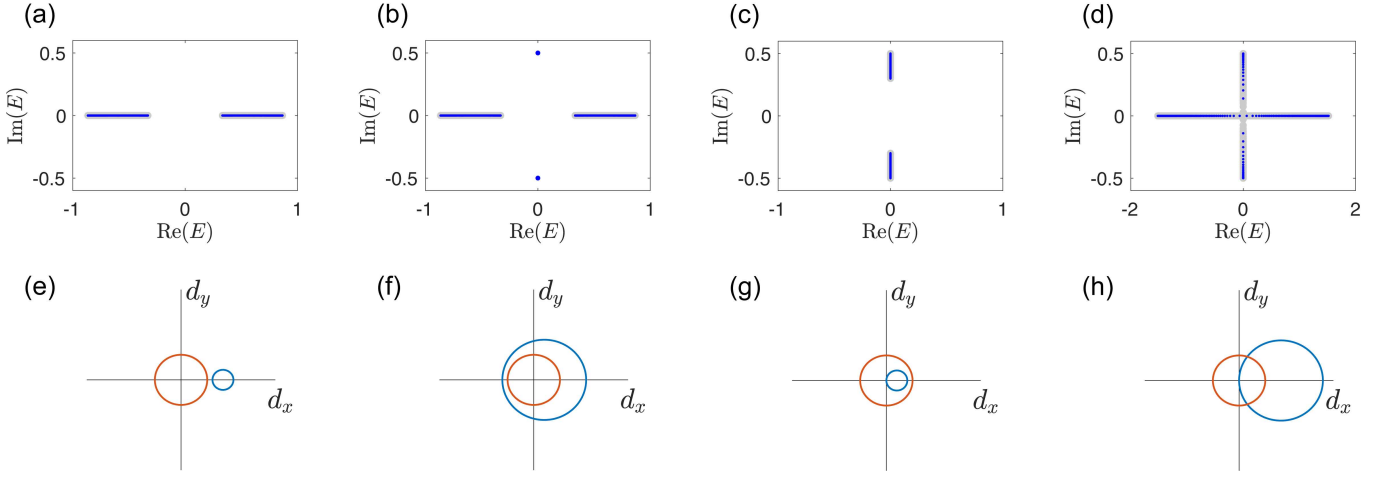 (a)
0.5
0
-0.5
Im(E)
-1
0
1
Re(E)
(b)
0.5
0
-0.5
Im(E)
-1
0
1
Re(E)
(c)
0.5
0
-0.5
Im(E)
-1
0
1
Re(E)
(d)
0.5
0
-0.5
Im(E)
-2
0
2
Re(E)
(e)
d_y
d_x
(f)
d_y
d_x
(g)
d_y
d_x
(h)
d_y
d_x